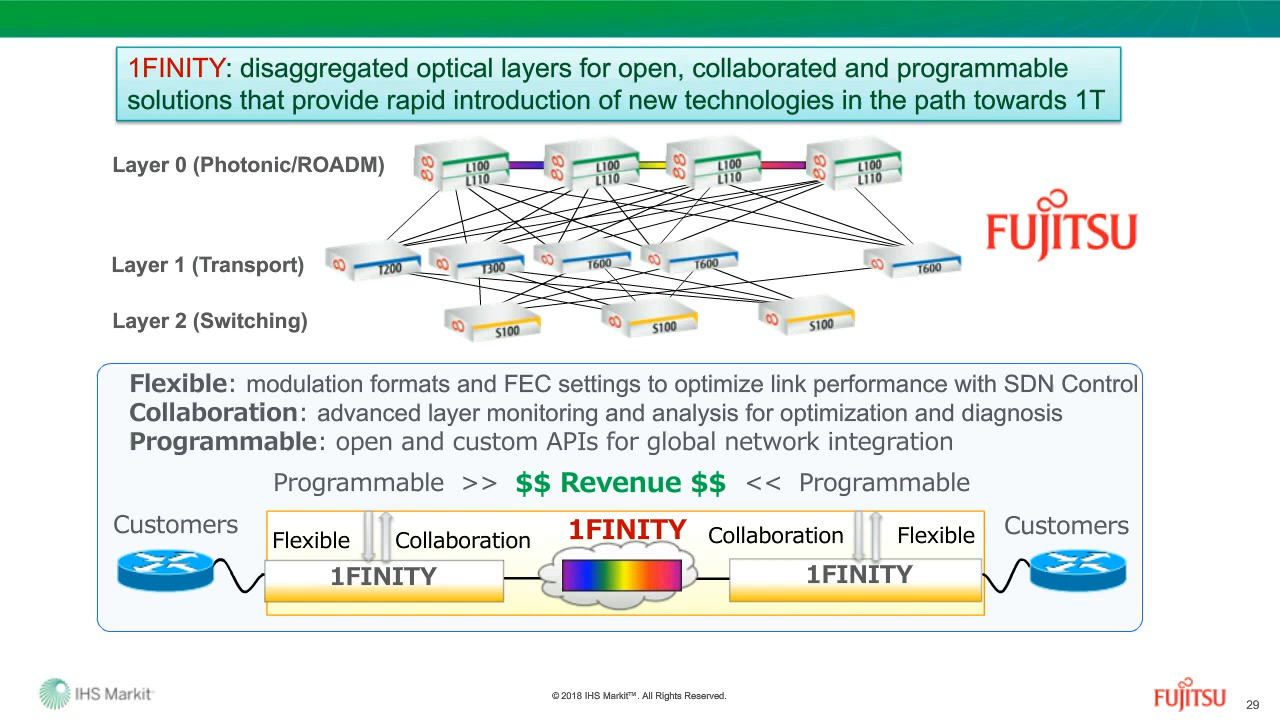 1FINITY: disaggregated optical layers for open, collaborated and programmable
solutions that provide rapid introduction of new technologies in the path towards 1T
Layer 0 (Photonic/ROADM)
L100 L100 L100 L100
L110 L110 L110 L110
FUJITSU
Layer 1 (Transport)
T200 T300 T600 T600 T600
Layer 2 (Switching)
S100 S100 S100
Flexible: modulation formats and FEC settings to optimize link performance with SDN Control
Collaboration: advanced layer monitoring and analysis for optimization and diagnosis
Programmable: open and custom APIs for global network integration
Programmable >> $$ Revenue $$ << Programmable
Customers Flexible Collaboration 1FINITY Collaboration Flexible Customers
1FINITY 1FINITY
IHS Markit™
© 2018 IHS Markit™. All Rights Reserved.
FUJITSU
29